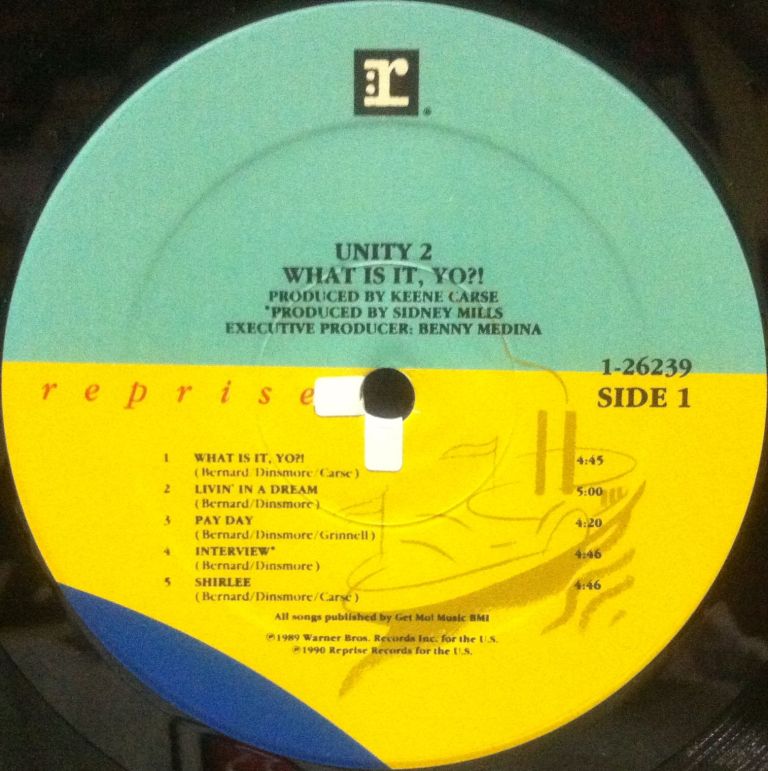 r®
UNITY 2
WHAT IS IT, YO?!
PRODUCED BY KEENE CARSE
*PRODUCED BY SIDNEY MILLS
EXECUTIVE PRODUCER: BENNY MEDINA
1-26239
reprise
SIDE 1
1 WHAT IS IT, YO?! 4:45
(Bernard/Dinsmore/Carse)
2 LIVIN' IN A DREAM 5:00
(Bernard/Dinsmore)
3 PAY DAY 4:20
(Bernard/Dinsmore/Grinnell)
4 INTERVIEW* 4:46
(Bernard/Dinsmore)
5 SHIRLEE 4:46
(Bernard/Dinsmore/Carse)
All songs published by Get Mo! Music BMI
℗1989 Warner Bros. Records Inc. for the U.S.
℗1990 Reprise Records for the U.S.